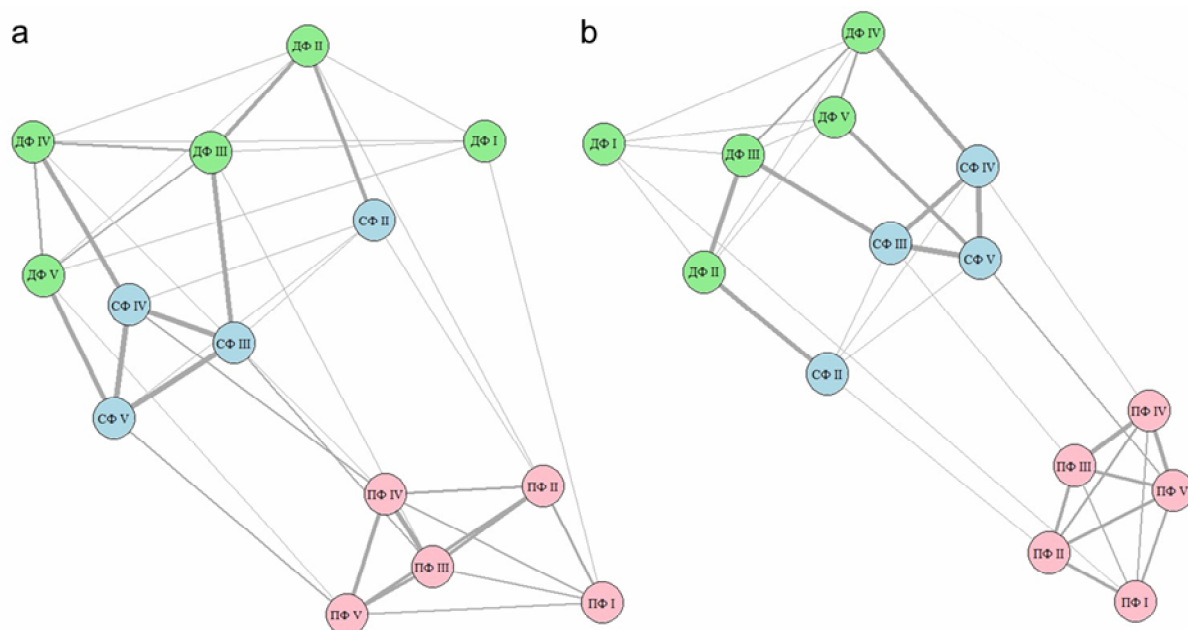 a
ДФ II
ДФ IV
ДФ III
ДФ I
СФ II
ДФ V
СФ IV
СФ III
СФ V
ПФ IV
ПФ II
ПФ III
ПФ V
ПФ I
b
ДФ IV
ДФ V
ДФ I
ДФ III
СФ IV
СФ III
СФ V
ДФ II
СФ II
ПФ IV
ПФ III
ПФ V
ПФ II
ПФ I